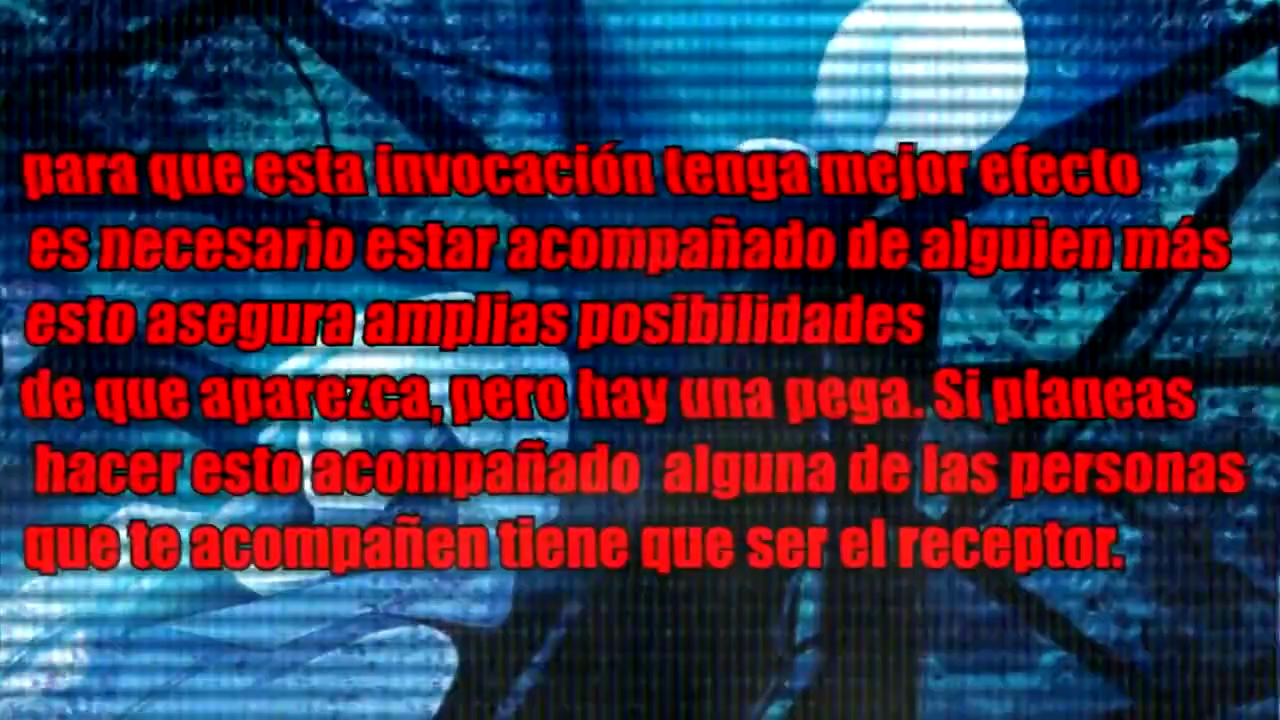 para que esta invocación tenga mejor efecto
es necesario estar acompañado de alguien más
esto asegura amplias posibilidades
de que aparezca, pero hay una pega. Si planeas
hacer esto acompañado alguna de las personas
que te acompañen tiene que ser el receptor.